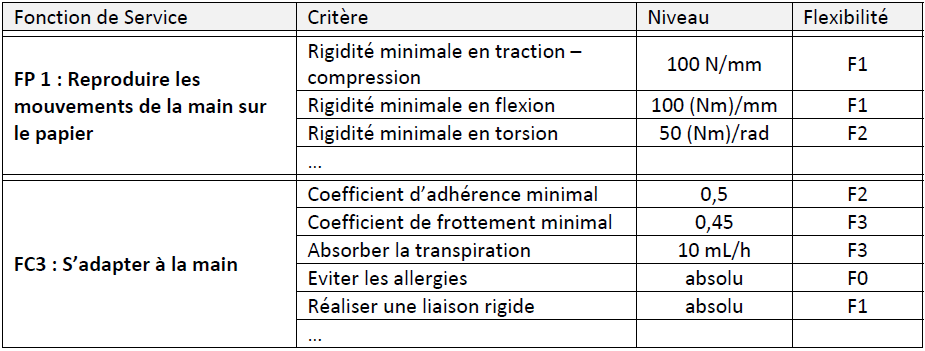 Fonction de Service Critère Niveau Flexibilité
FP 1 : Reproduire les
mouvements de la main sur
le papier
Rigidité minimale en traction –
compression
100 N/mm F1
Rigidité minimale en flexion 100 (Nm)/mm F1
Rigidité minimale en torsion 50 (Nm)/rad F2
...
FC3 : S’adapter à la main
Coefficient d’adhérence minimal 0,5 F2
Coefficient de frottement minimal 0,45 F3
Absorber la transpiration 10 mL/h F3
Eviter les allergies absolu F0
Réaliser une liaison rigide absolu F1
...